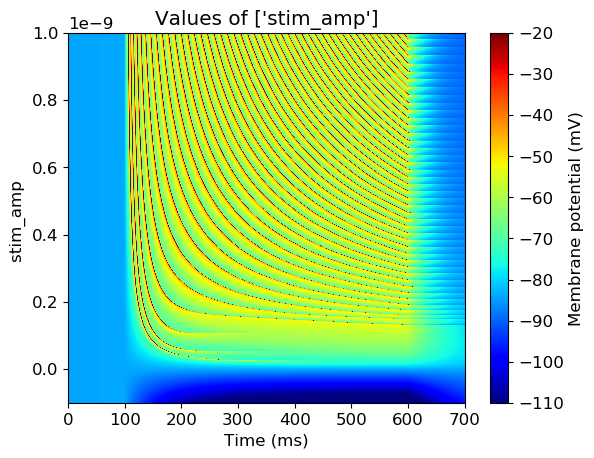 Values of ['stim_amp']
1e−9
1.0
0.8
0.6
0.4
0.2
0.0
stim_amp
0 100 200 300 400 500 600 700
Time (ms)
−20
−30
−40
−50
−60
−70
−80
−90
−100
−110
Membrane potential (mV)